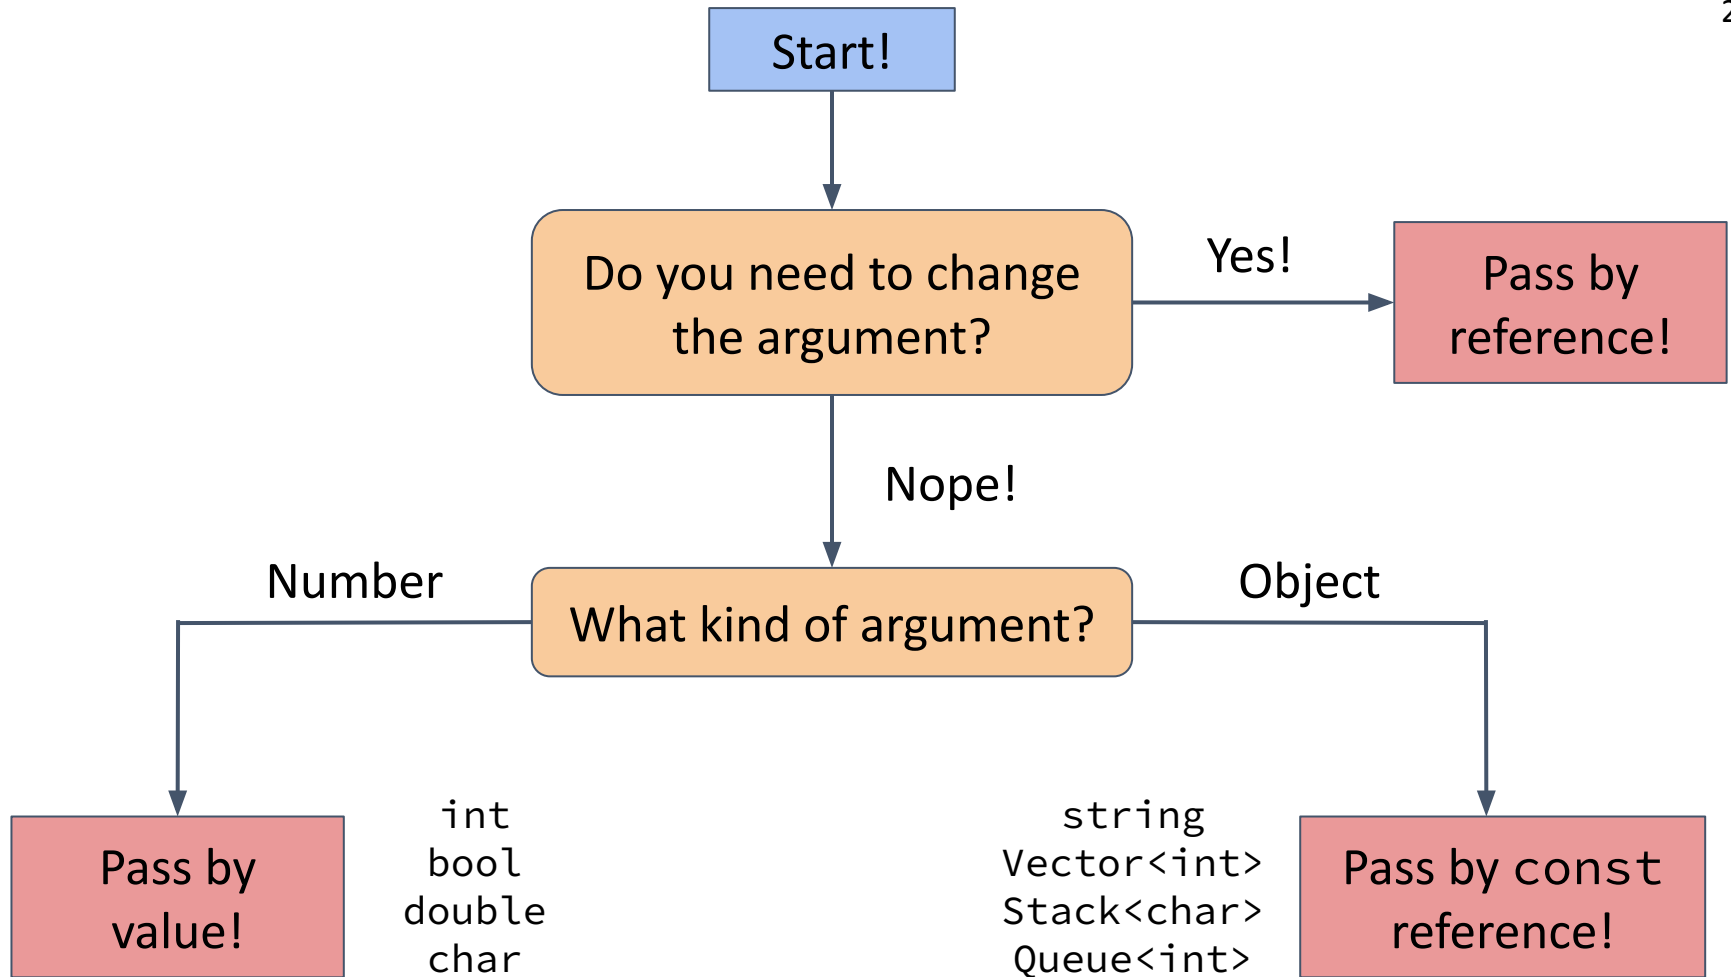 2
Start!
Do you need to change
the argument?
Yes!
Pass by
reference!
Nope!
Number
What kind of argument?
Object
Pass by
value!
int
bool
double
char
string
Vector<int>
Stack<char>
Queue<int>
Pass by const
reference!